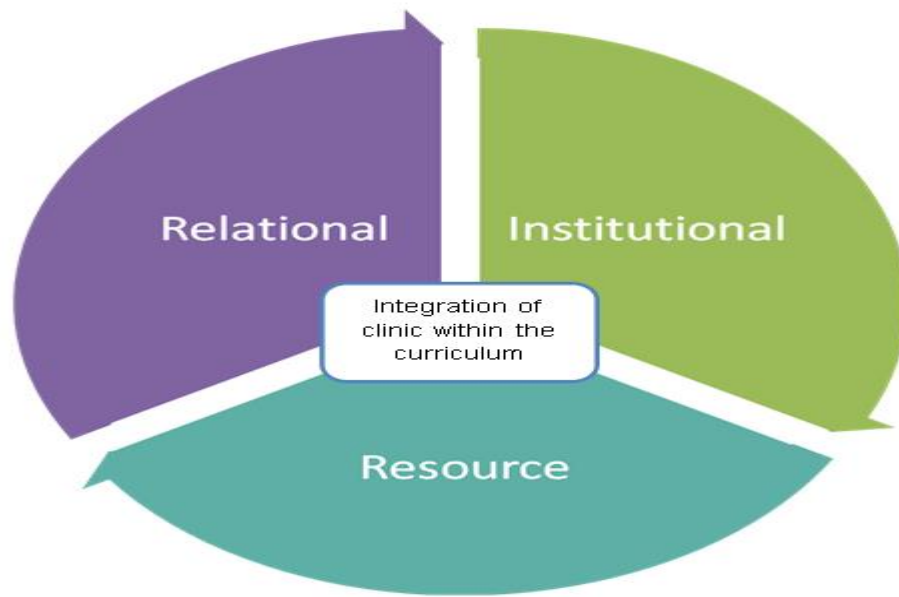 Relational
Institutional
Integration of
clinic within the
curriculum
Resource